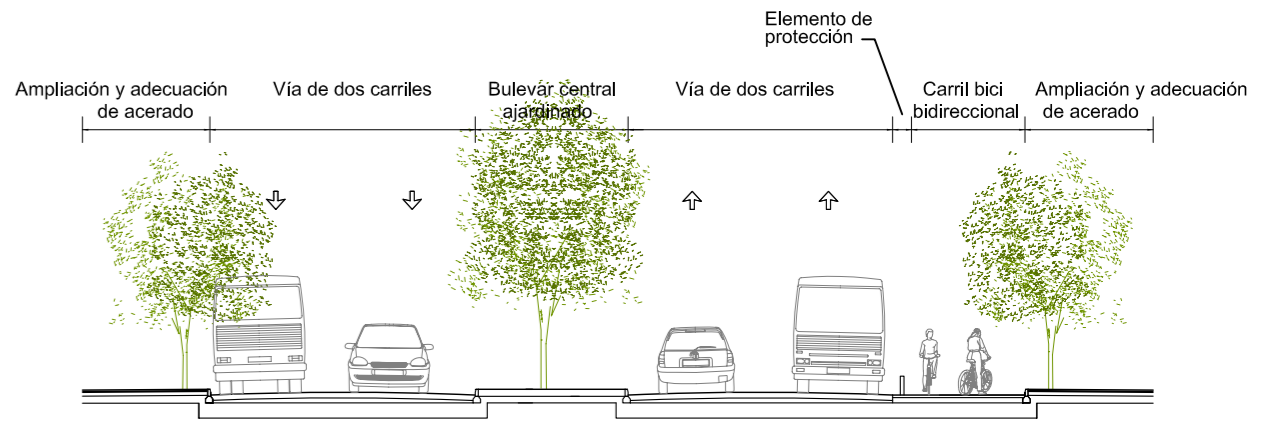 Elemento de
protección
Ampliación y adecuación
de acerado
Vía de dos carriles
Bulevar central
ajardinado
Vía de dos carriles
Carril bici
bidireccional
Ampliación y adecuación
de acerado